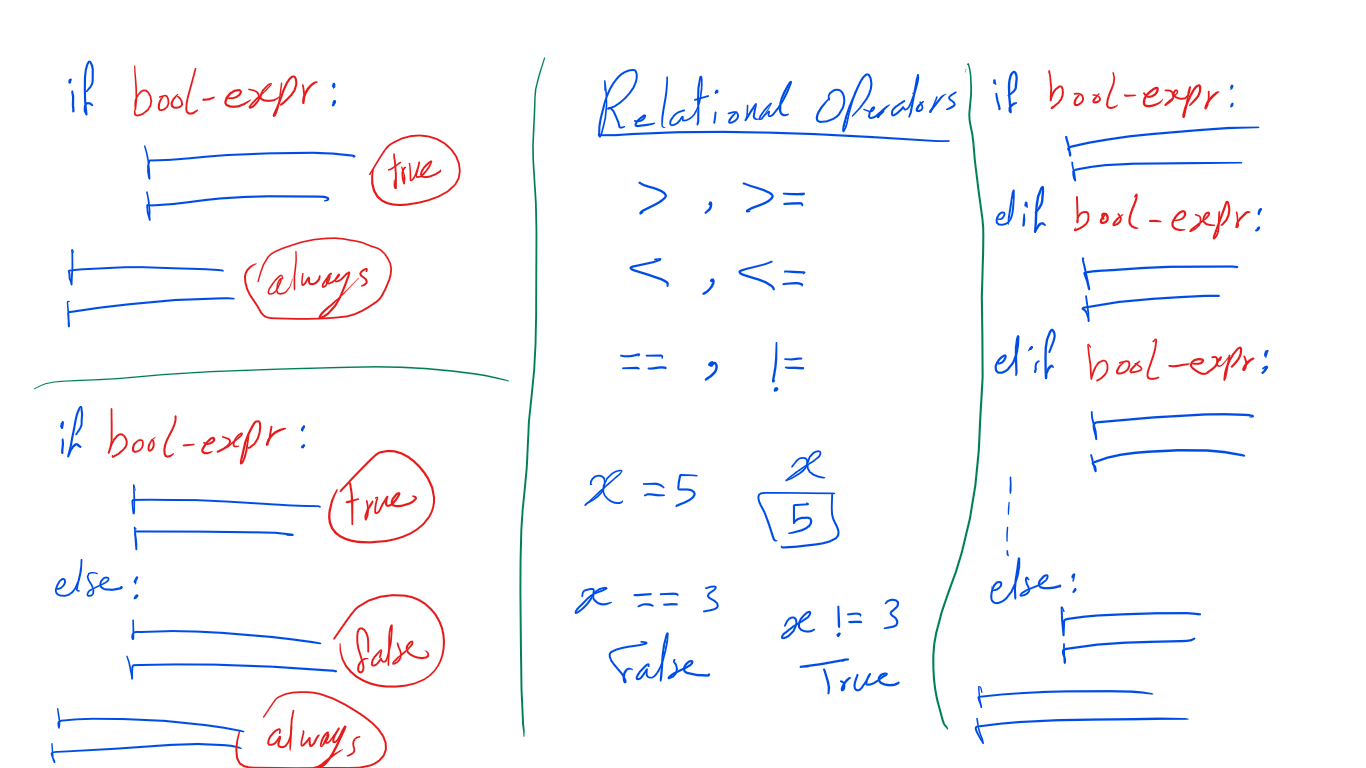 if bool-expr:
true
always
if bool-expr:
true
else:
false
always
Relational Operators
> , >=
< , <=
== , !=
x = 5
x
5
x == 3
False
x != 3
True
if bool-expr:
elif bool-expr:
elif bool-expr:
else: